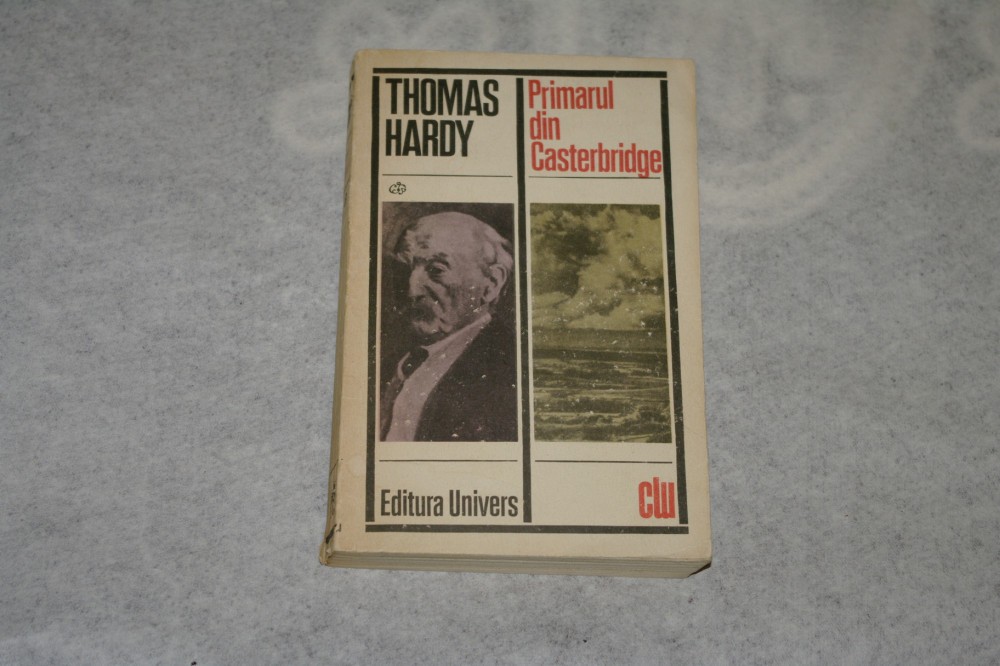 THOMAS
HARDY
Primarul
din
Casterbridge
Editura Univers
clu